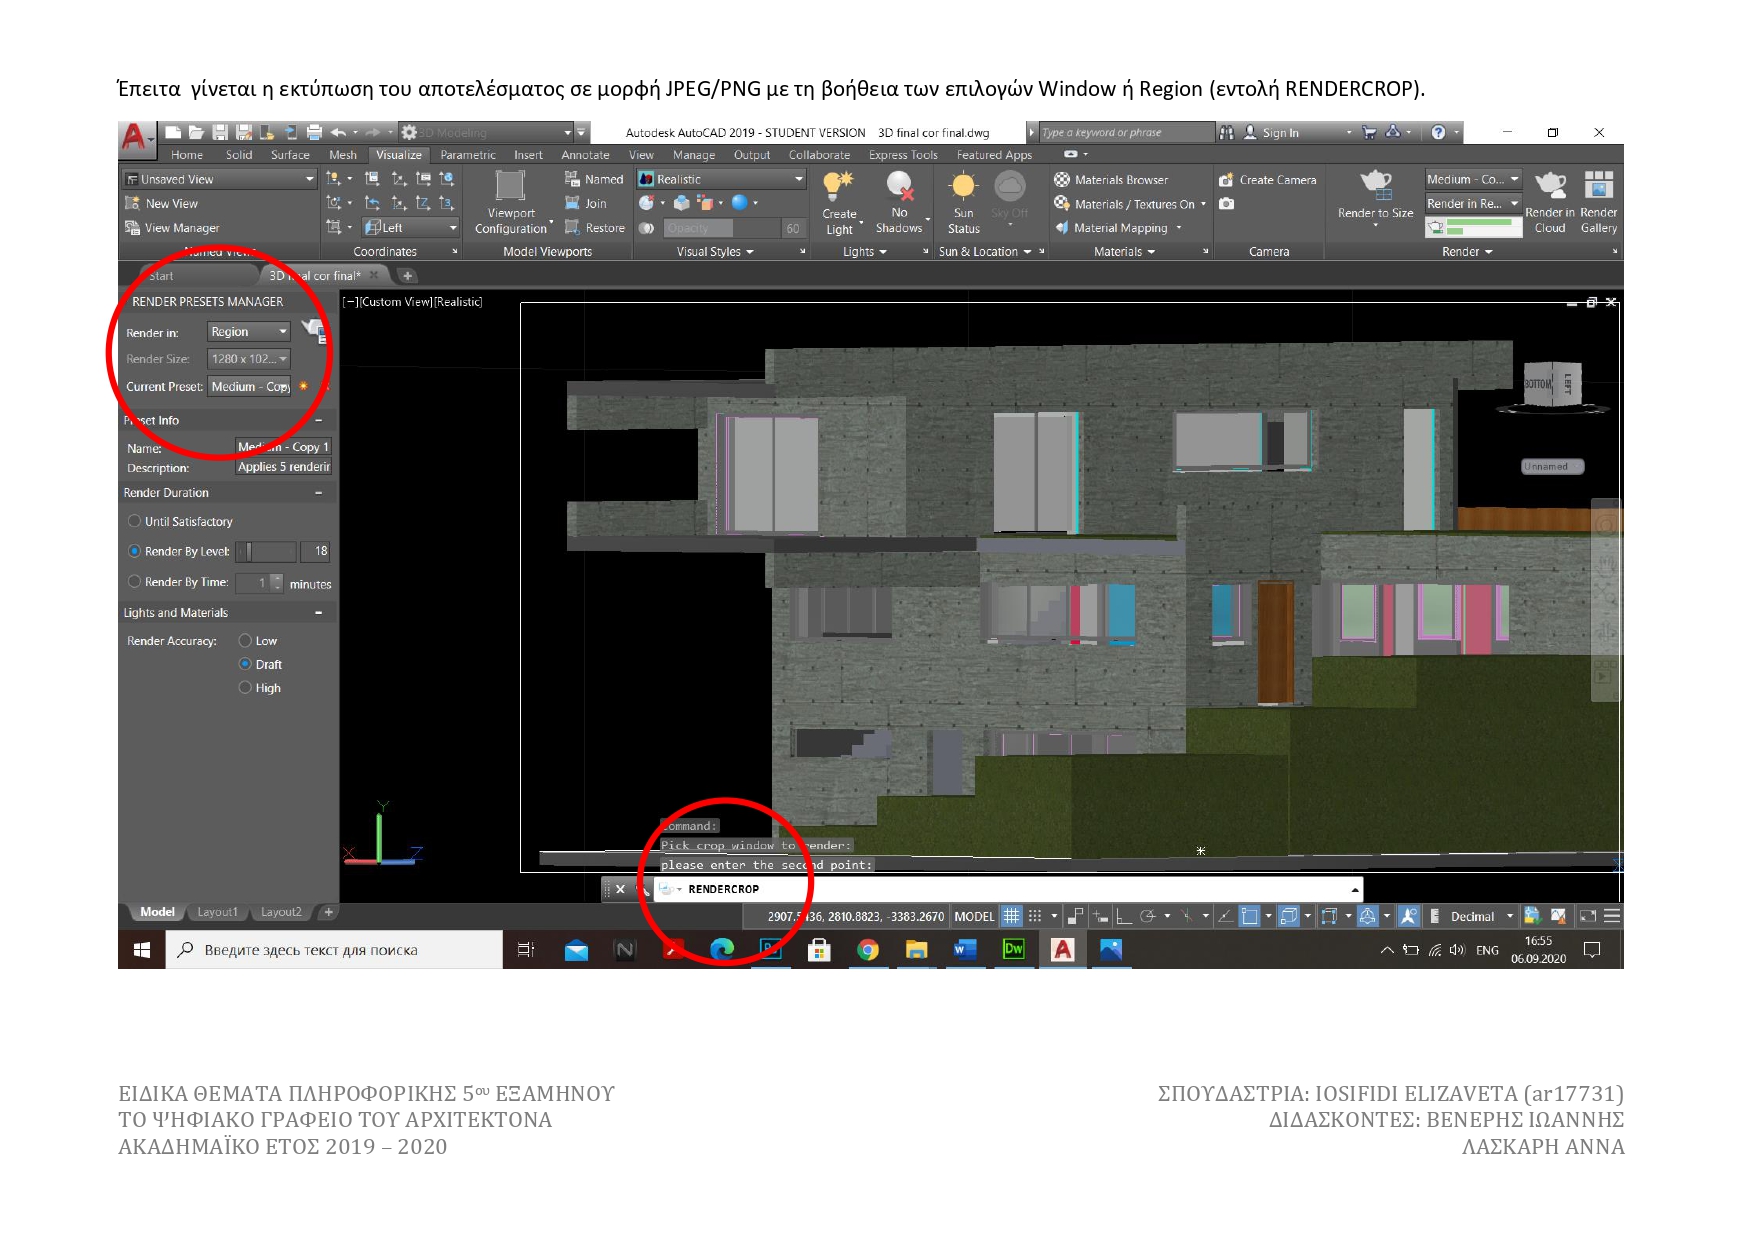 Έπειτα γίνεται η εκτύπωση του αποτελέσματος σε μορφή JPEG/PNG με τη βοήθεια των επιλογών Window ή Region (εντολή RENDERCROP).
3D Modeling
Autodesk AutoCAD 2019 - STUDENT VERSION 3D final cor final.dwg
Type a keyword or phrase
Sign In
Home Solid Surface Mesh Visualize Parametric Insert Annotate View Manage Output Collaborate Express Tools Featured Apps
Unsaved View
New View
View Manager
Left
Coordinates
Viewport
Configuration
Named
Join
Restore
Model Viewports
Realistic
Opacity 60
Visual Styles
Create
Light
No
Shadows
Lights
Sun
Status
Sky Off
Sun & Location
Materials Browser
Materials / Textures On
Material Mapping
Materials
Create Camera
Camera
Render to Size
Medium - Co...
Render in Re...
Render in
Cloud
Render
Gallery
Render
Start
3D final cor final*
RENDER PRESETS MANAGER
Render in: Region
Render Size: 1280 x 102...
Current Preset: Medium - Copy
Preset Info
Name: Medium - Copy 1
Description: Applies 5 renderin
Render Duration
Until Satisfactory
Render By Level: 18
Render By Time: 1 minutes
Lights and Materials
Render Accuracy: Low
Draft
High
[−][Custom View][Realistic]
BOTTOM
LEFT
Unnamed
Y
X
Z
Command:
Pick crop window to render:
please enter the second point:
RENDERCROP
Model Layout1 Layout2
2810.8823, -3383.2670 MODEL
Decimal
Введите здесь текст для поиска
Dw
ENG
16:55
06.09.2020
ΕΙΔΙΚΑ ΘΕΜΑΤΑ ΠΛΗΡΟΦΟΡΙΚΗΣ 5ου ΕΞΑΜΗΝΟΥ
ΤΟ ΨΗΦΙΑΚΟ ΓΡΑΦΕΙΟ ΤΟΥ ΑΡΧΙΤΕΚΤΟΝΑ
ΑΚΑΔΗΜΑΪΚΟ ΕΤΟΣ 2019 – 2020
ΣΠΟΥΔΑΣΤΡΙΑ: IOSIFIDI ELIZAVETA (ar17731)
ΔΙΔΑΣΚΟΝΤΕΣ: ΒΕΝΕΡΗΣ ΙΩΑΝΝΗΣ
ΛΑΣΚΑΡΗ ΑΝΝΑ